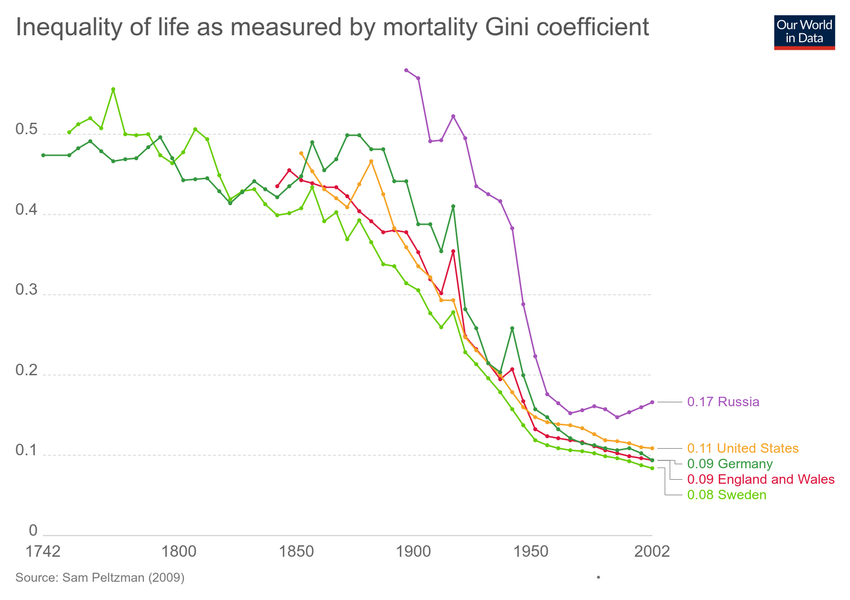 Inequality of life as measured by mortality Gini coefficient
Our World
in Data
0.5
0.4
0.3
0.2
0.1
0
0.17 Russia
0.11 United States
0.09 Germany
0.09 England and Wales
0.08 Sweden
1742 1800 1850 1900 1950 2002
Source: Sam Peltzman (2009)